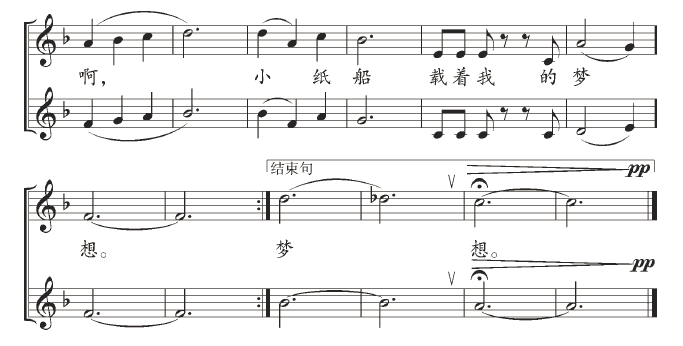 啊， 小 纸 船 载 着 我 的 梦
结束句
pp
想。 梦 想。
pp